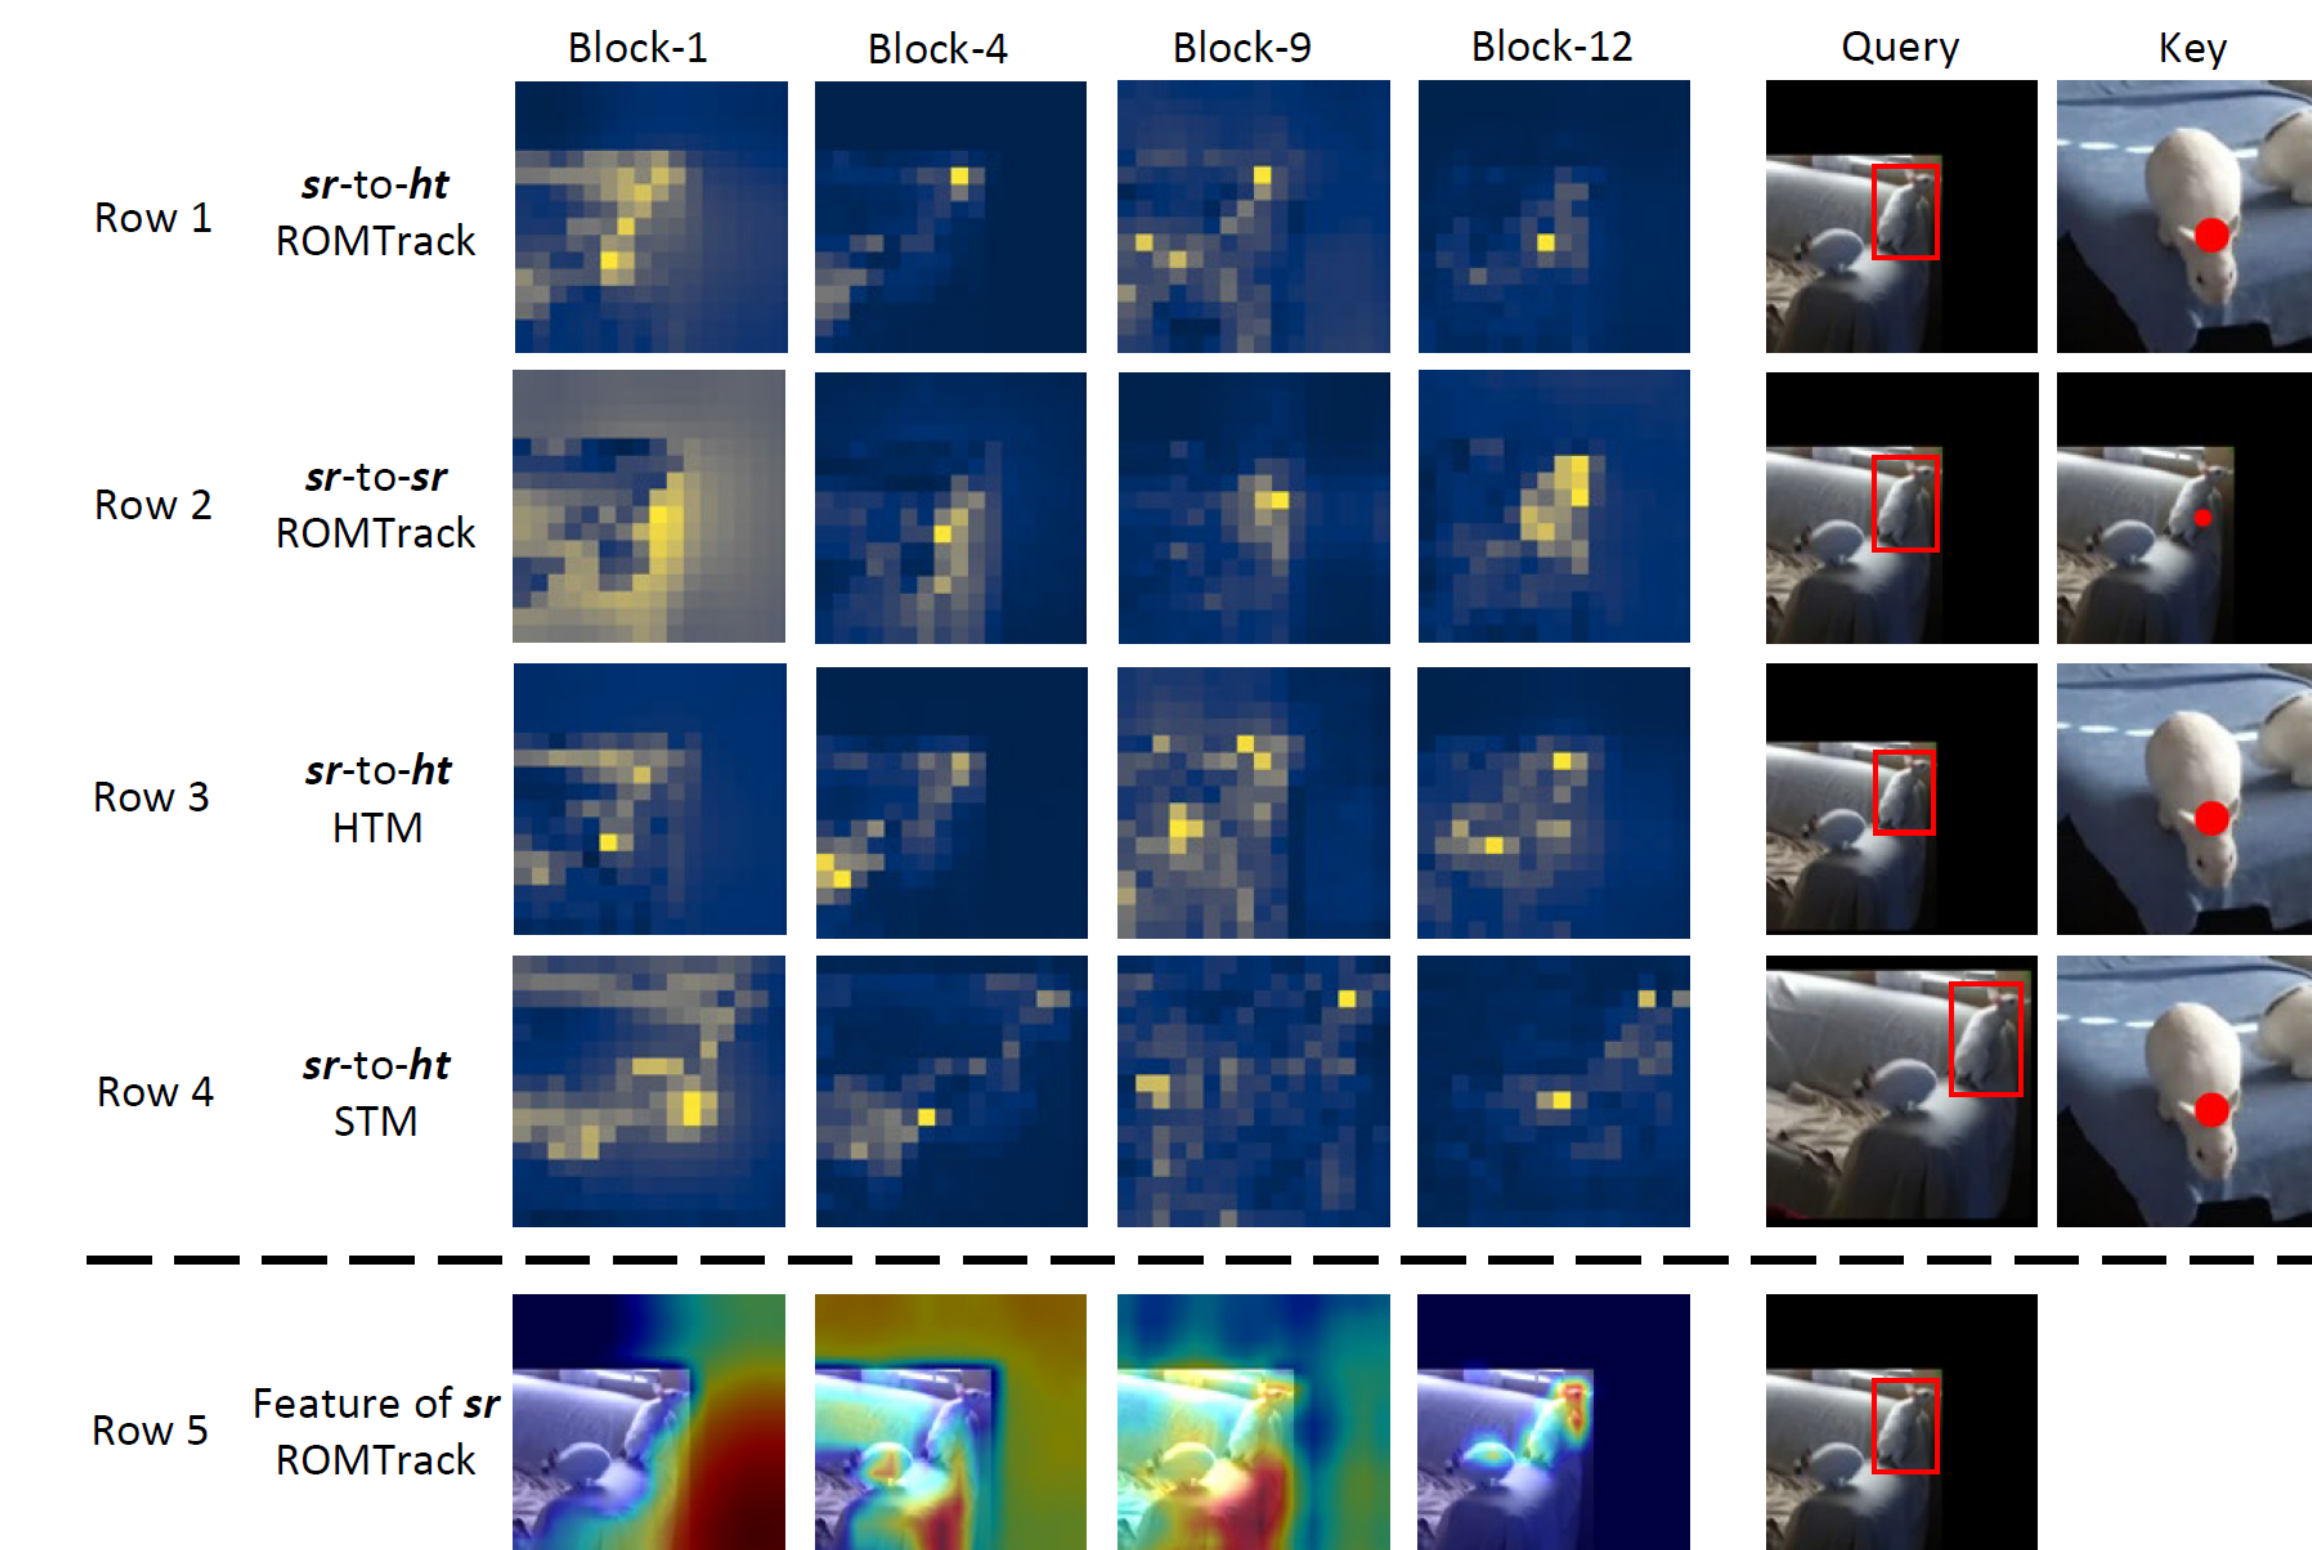 Block-1 Block-4 Block-9 Block-12 Query Key
Row 1
sr-to-ht
ROMTrack
Row 2
sr-to-sr
ROMTrack
Row 3
sr-to-ht
HTM
Row 4
sr-to-ht
STM
Row 5
Feature of sr
ROMTrack